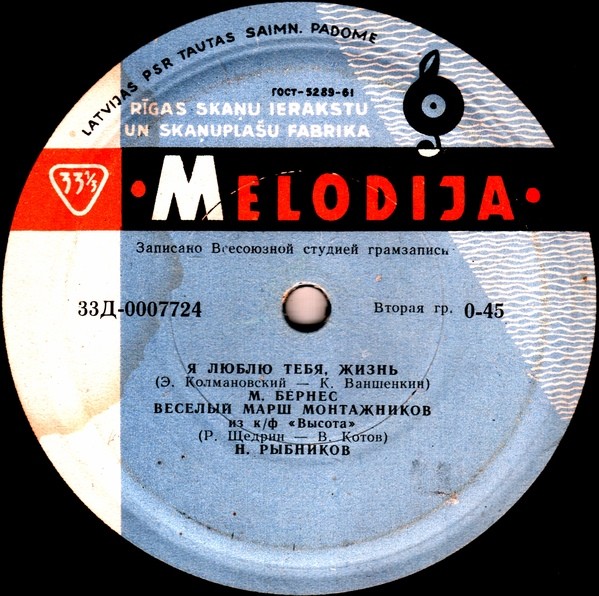 LATVIJAS PSR TAUTAS SAIMN. PADOME
ГОСТ-5289-61
RĪGAS SKAŅU IERAKSTU
UN SKAŅUPLAŠU FABRIKA
33⅓
•MELODIJA•
Записано Всесоюзной студией грамзаписи
33Д-0007724
Вторая гр. 0-45
Я ЛЮБЛЮ ТЕБЯ, ЖИЗНЬ
(Э. Колмановский — К. Ваншенкин)
М. БЕРНЕС
ВЕСЕЛЫЙ МАРШ МОНТАЖНИКОВ
из к/ф «Высота»
(Р. Щедрин — В. Котов)
Н. РЫБНИКОВ